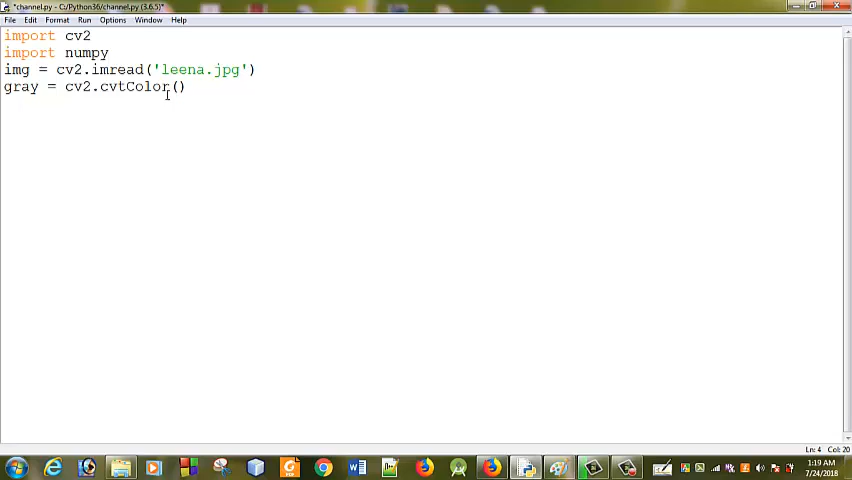 *channel.py - C:/Python36/channel.py (3.6.5)*
File Edit Format Run Options Window Help
import cv2
import numpy
img = cv2.imread('leena.jpg')
gray = cv2.cvtColor()
Ln: 4 Col: 20
1:19 AM
7/24/2018